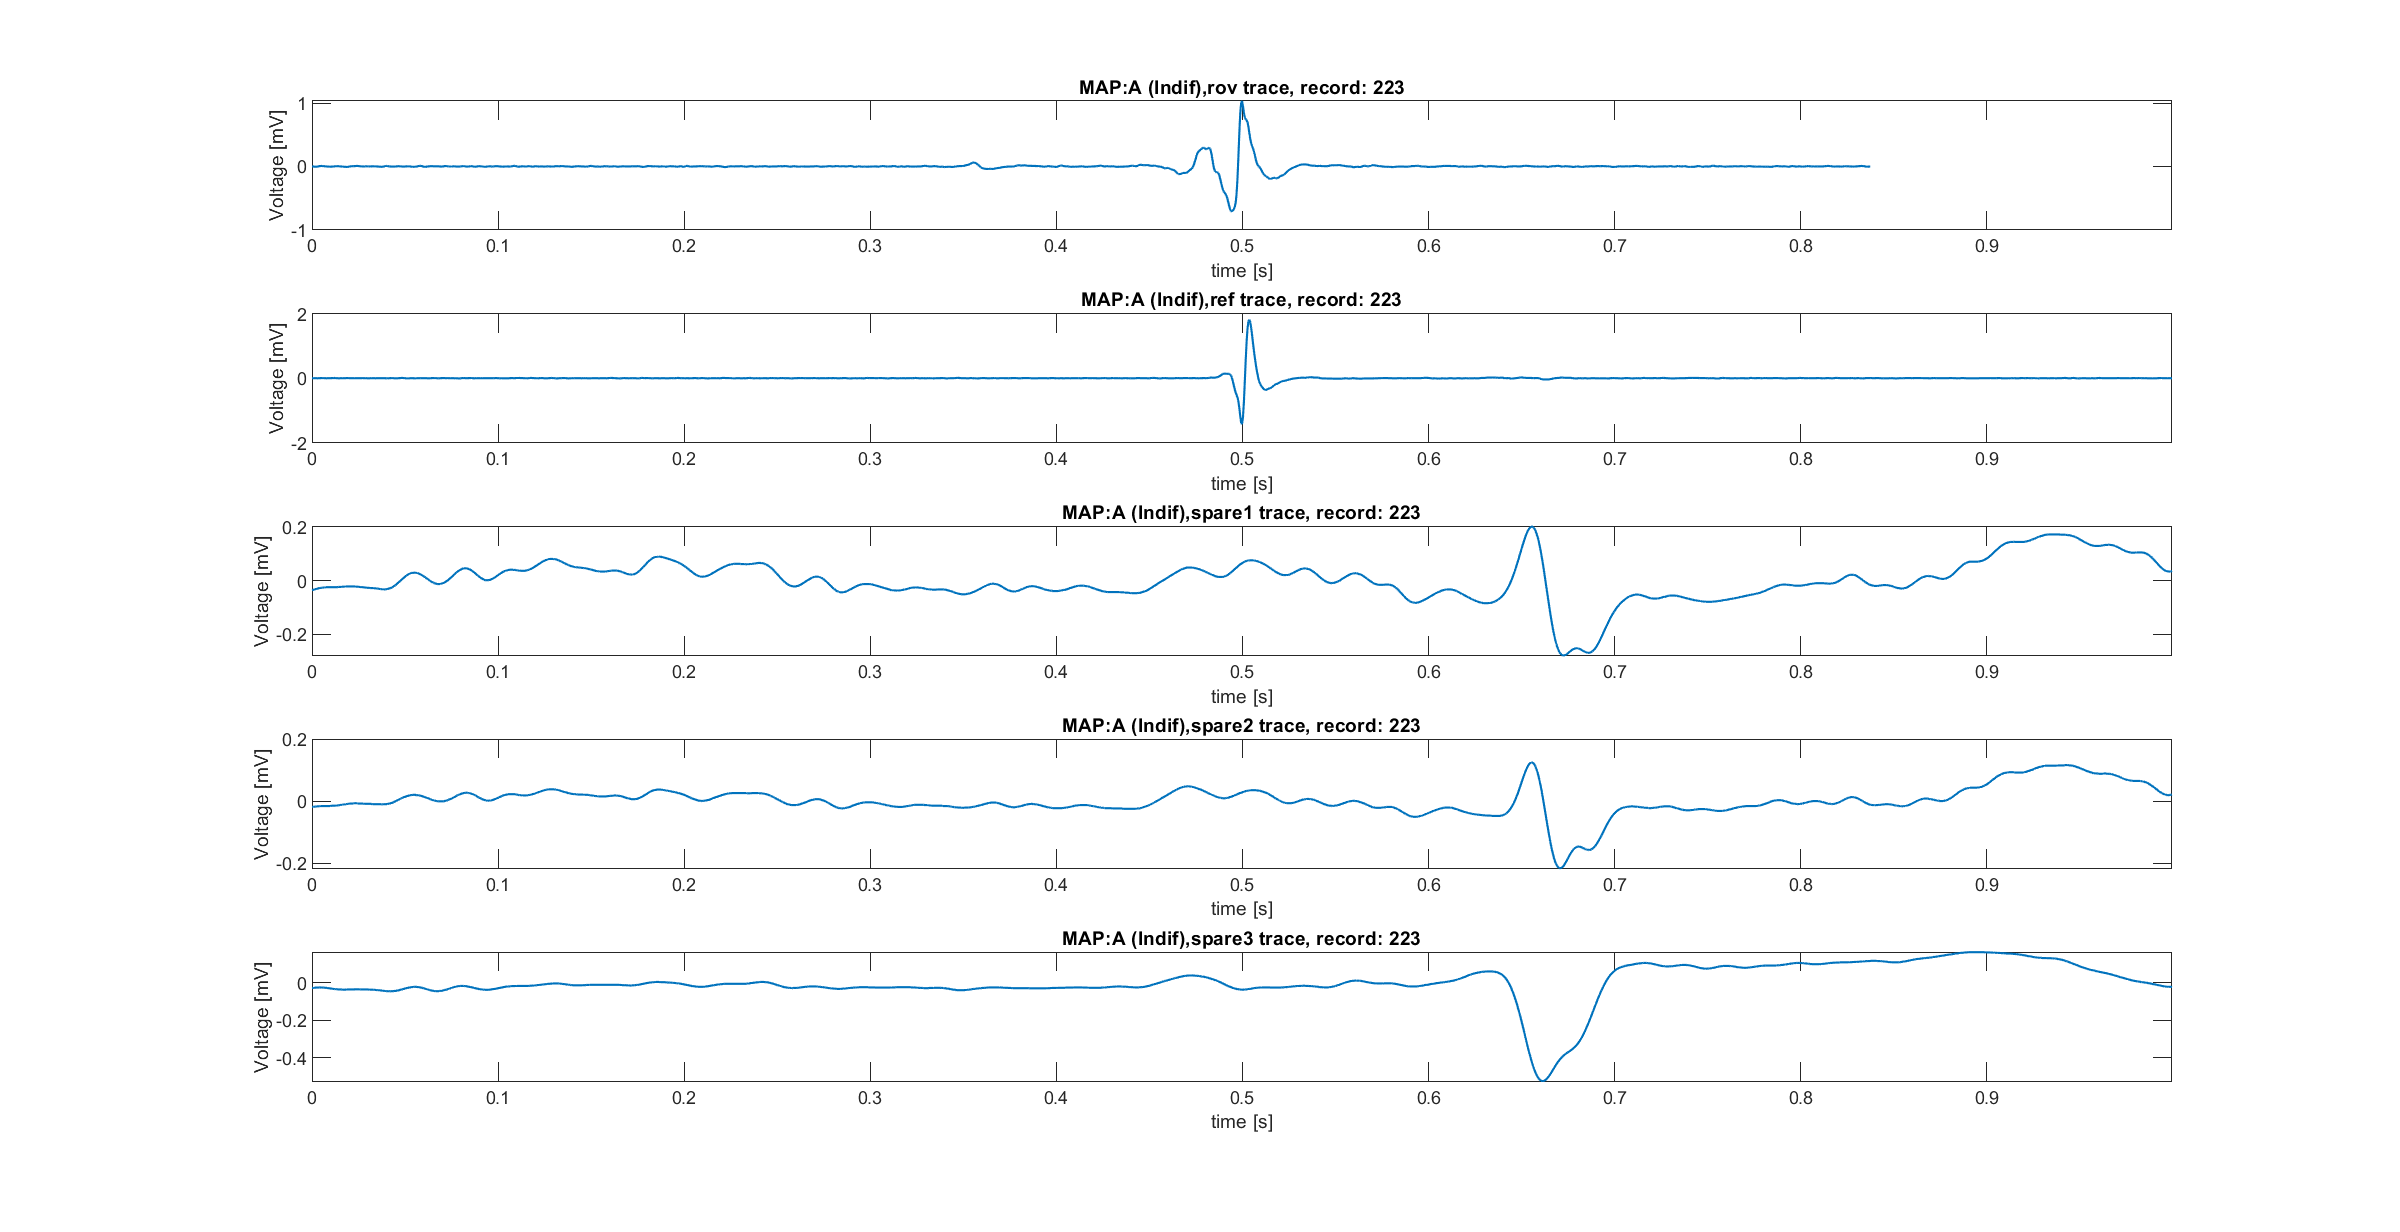 MAP:A (Indif),rov trace, record: 223
Voltage [mV]
1
0
-1
0 0.1 0.2 0.3 0.4 0.5 0.6 0.7 0.8 0.9
time [s]
MAP:A (Indif),ref trace, record: 223
Voltage [mV]
2
0
-2
0 0.1 0.2 0.3 0.4 0.5 0.6 0.7 0.8 0.9
time [s]
MAP:A (Indif),spare1 trace, record: 223
Voltage [mV]
0.2
0
-0.2
0 0.1 0.2 0.3 0.4 0.5 0.6 0.7 0.8 0.9
time [s]
MAP:A (Indif),spare2 trace, record: 223
Voltage [mV]
0.2
0
-0.2
0 0.1 0.2 0.3 0.4 0.5 0.6 0.7 0.8 0.9
time [s]
MAP:A (Indif),spare3 trace, record: 223
Voltage [mV]
0
-0.2
-0.4
0 0.1 0.2 0.3 0.4 0.5 0.6 0.7 0.8 0.9
time [s]